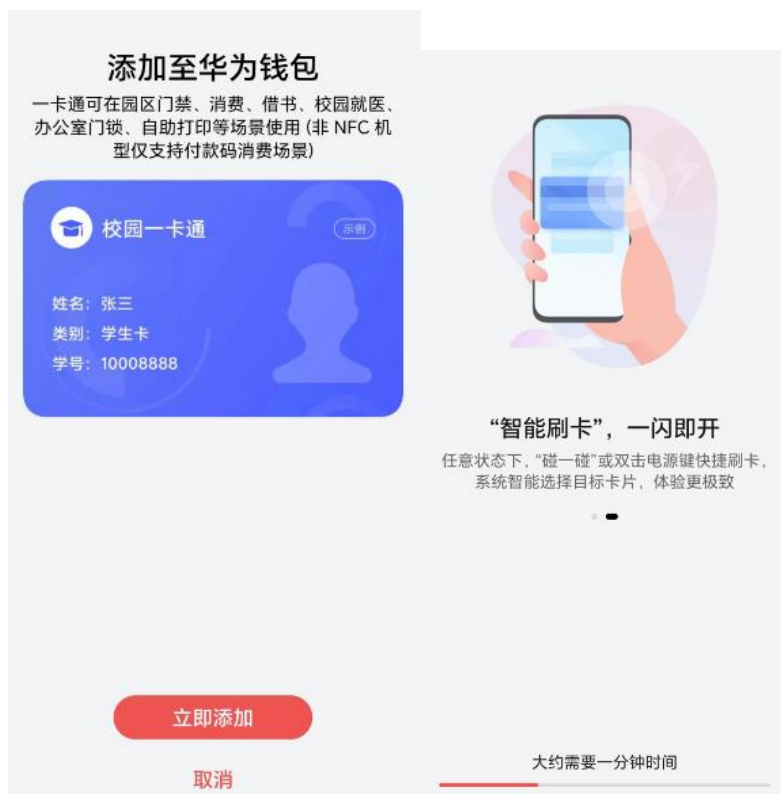 添加至华为钱包
一卡通可在园区门禁、消费、借书、校园就医、
办公室门锁、自助打印等场景使用 (非 NFC 机
型仅支持付款码消费场景)
校园一卡通
示例
姓名：张三
类别：学生卡
学号：10008888
立即添加
取消
“智能刷卡”，一闪即开
任意状态下，“碰一碰”或双击电源键快捷刷卡，
系统智能选择目标卡片，体验更极致
大约需要一分钟时间